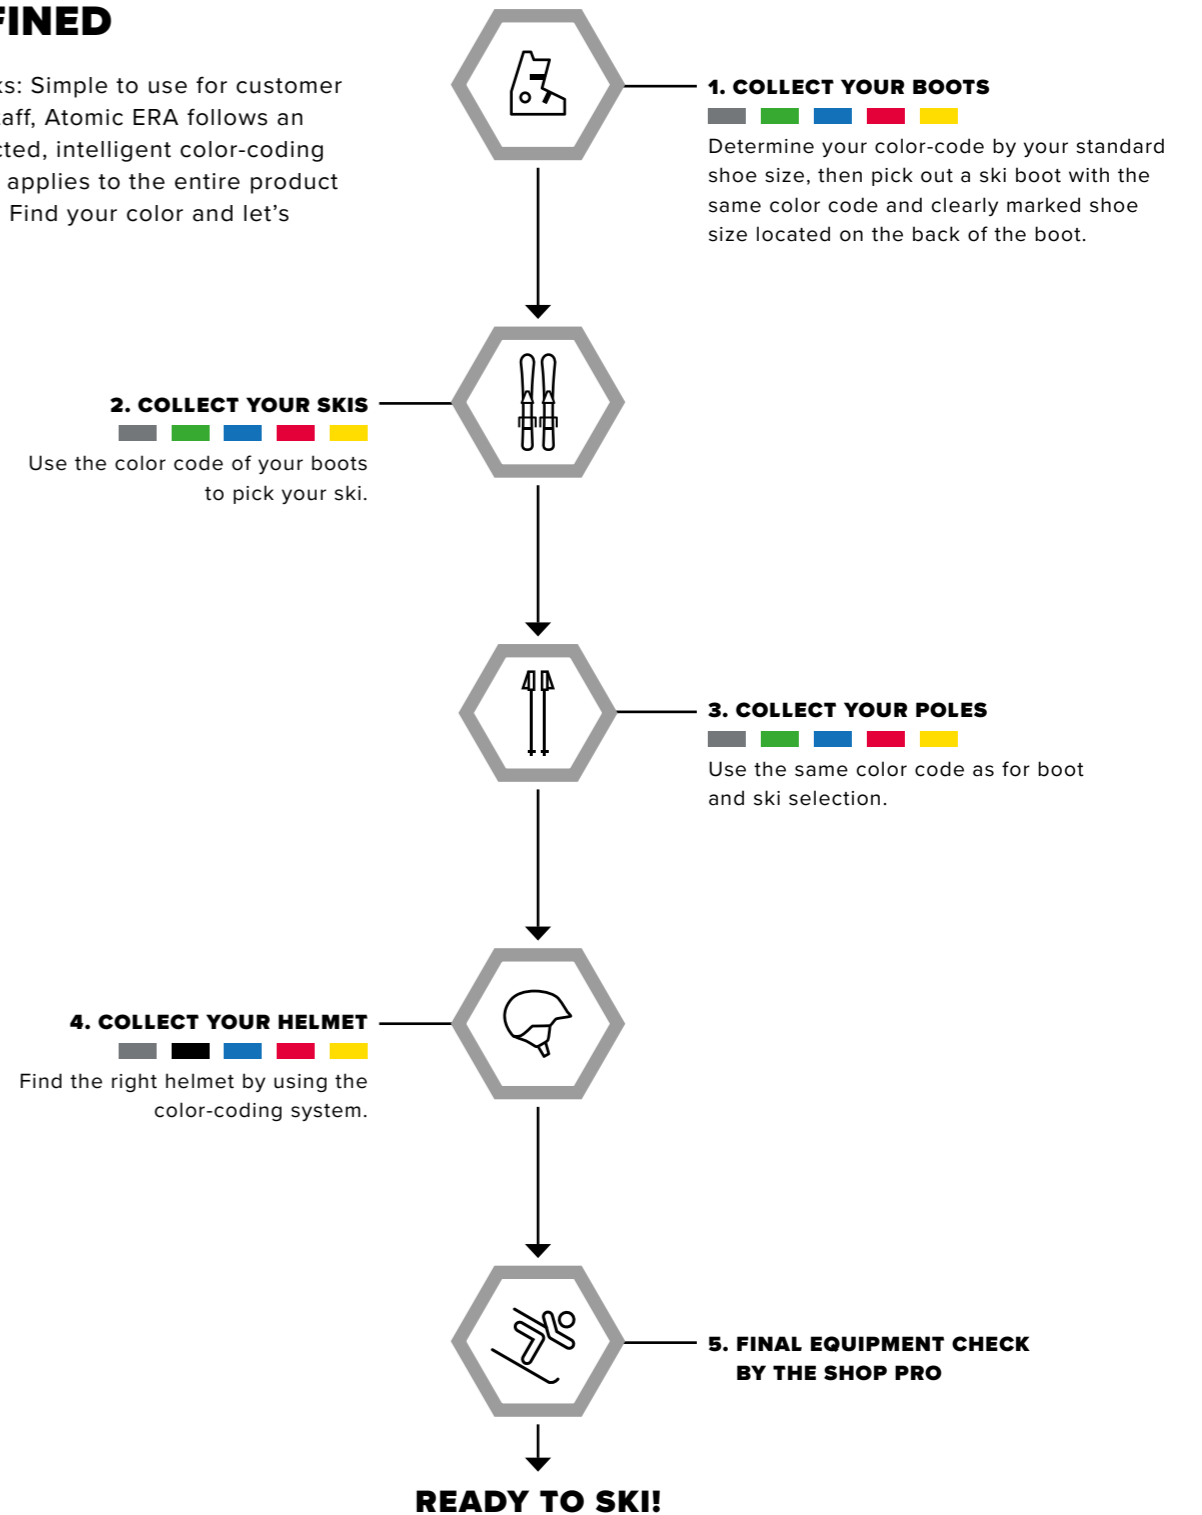 FINED
ks: Simple to use for customer
aff, Atomic ERA follows an
cted, intelligent color-coding
applies to the entire product
Find your color and let’s
1. COLLECT YOUR BOOTS
Determine your color-code by your standard
shoe size, then pick out a ski boot with the
same color code and clearly marked shoe
size located on the back of the boot.
2. COLLECT YOUR SKIS
Use the color code of your boots
to pick your ski.
3. COLLECT YOUR POLES
Use the same color code as for boot
and ski selection.
4. COLLECT YOUR HELMET
Find the right helmet by using the
color-coding system.
5. FINAL EQUIPMENT CHECK
BY THE SHOP PRO
READY TO SKI!